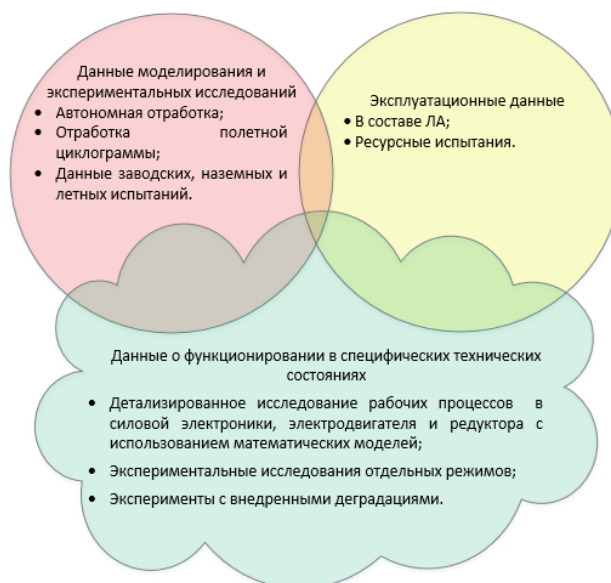 Данные моделирования и
экспериментальных исследований
• Автономная отработка;
• Отработка полетной
циклограммы;
• Данные заводских, наземных и
летных испытаний.
Эксплуатационные данные
• В составе ЛА;
• Ресурсные испытания.
Данные о функционировании в специфических технических
состояниях
• Детализированное исследование рабочих процессов в
силовой электроники, электродвигателя и редуктора с
использованием математических моделей;
• Экспериментальные исследования отдельных режимов;
• Эксперименты с внедренными деградациями.